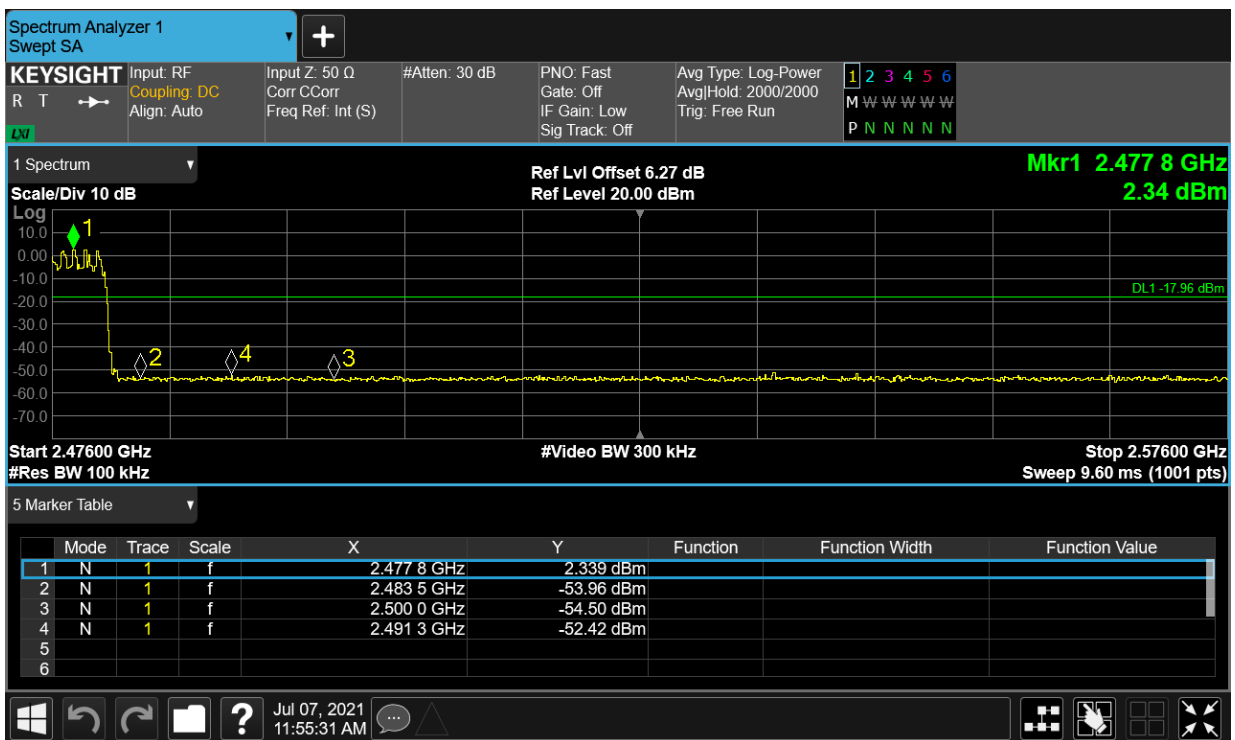 Spectrum Analyzer 1
Swept SA
KEYSIGHT
R T
LXI
Input: RF
Coupling: DC
Align: Auto
Input Z: 50 Ω
Corr CCorr
Freq Ref: Int (S)
#Atten: 30 dB
PNO: Fast
Gate: Off
IF Gain: Low
Sig Track: Off
Avg Type: Log-Power
Avg|Hold: 2000/2000
Trig: Free Run
1 2 3 4 5 6
M W W W W W
P N N N N N
1 Spectrum
Scale/Div 10 dB
Ref Lvl Offset 6.27 dB
Ref Level 20.00 dBm
Mkr1 2.477 8 GHz
2.34 dBm
Log
10.0
0.00
-10.0
-20.0
-30.0
-40.0
-50.0
-60.0
-70.0
1
2
4
3
DL1 -17.96 dBm
Start 2.47600 GHz
#Res BW 100 kHz
#Video BW 300 kHz
Stop 2.57600 GHz
Sweep 9.60 ms (1001 pts)
5 Marker Table
Mode Trace Scale X Y Function Function Width Function Value
1 N 1 f 2.477 8 GHz 2.339 dBm
2 N 1 f 2.483 5 GHz -53.96 dBm
3 N 1 f 2.500 0 GHz -54.50 dBm
4 N 1 f 2.491 3 GHz -52.42 dBm
5
6
?
Jul 07, 2021
11:55:31 AM